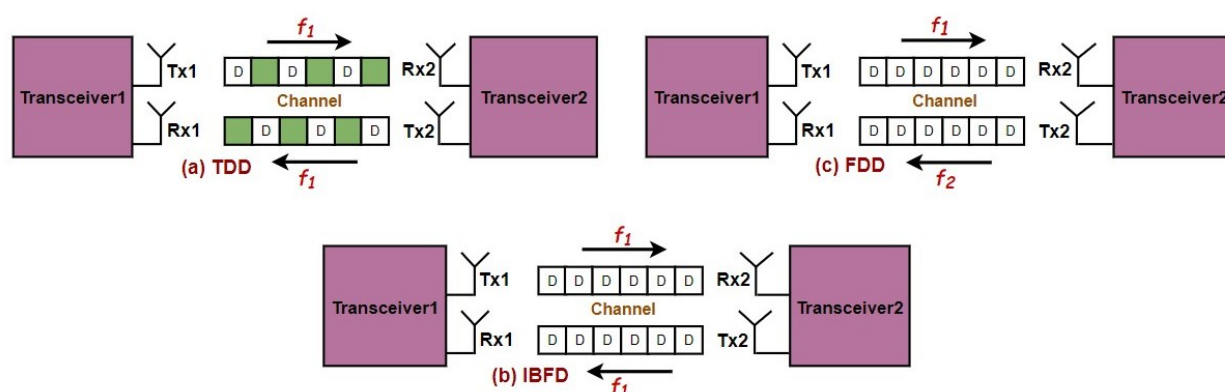 f1
Transceiver1
Tx1
D D D D
Rx2
Transceiver2
Channel
Rx1
D D D
Tx2
(a) TDD
f1
f1
Transceiver1
Tx1
D D D D D D
Rx2
Transceiver2
Channel
Rx1
D D D D D D
Tx2
(c) FDD
f2
f1
Transceiver1
Tx1
D D D D D D
Rx2
Transceiver2
Channel
Rx1
D D D D D D
Tx2
(b) IBFD
f1